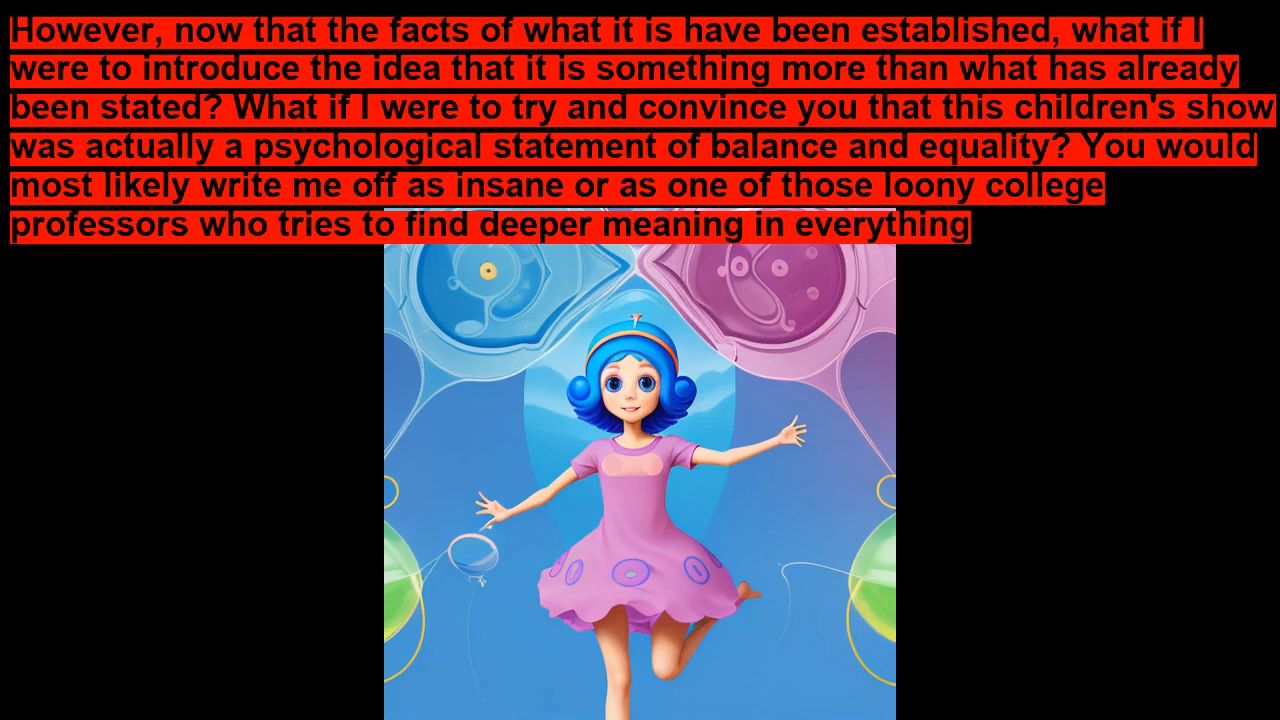 However, now that the facts of what it is have been established, what if I
were to introduce the idea that it is something more than what has already
been stated? What if I were to try and convince you that this children's show
was actually a psychological statement of balance and equality? You would
most likely write me off as insane or as one of those loony college
professors who tries to find deeper meaning in everything